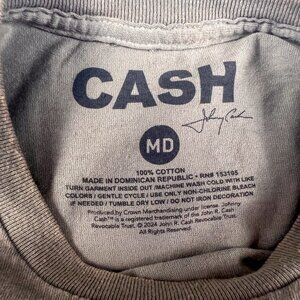 CASH
Johnny Cash
MD
100% COTTON
MADE IN DOMINICAN REPUBLIC • RN# 153195
TURN GARMENT INSIDE OUT /MACHINE WASH COLD WITH LIKE
COLORS / GENTLE CYCLE / USE ONLY NON-CHLORINE BLEACH
IF NEEDED / TUMBLE DRY LOW / DO NOT IRON DECORATION
Produced by Crown Merchandising under license. Johnny
Cash™ is a registered trademark of the John R. Cash
Revocable Trust. © 2024 John R. Cash Revocable Trust.
All Rights Reserved.